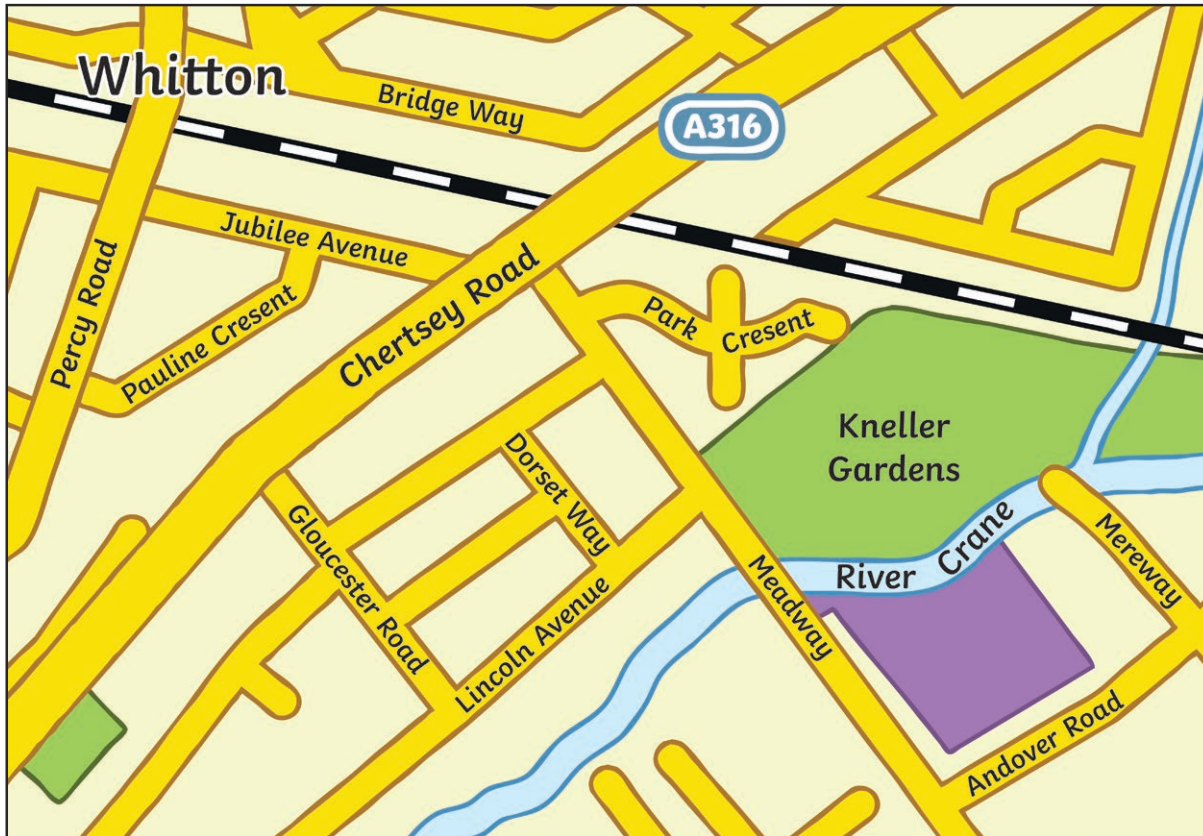 Whitton
Bridge Way
A316
Jubilee Avenue
Percy Road
Pauline Cresent
Chertsey Road
Park
Cresent
Kneller
Gardens
Dorset Way
Gloucester Road
Lincoln Avenue
Meadway
River Crane
Mereway
Andover Road